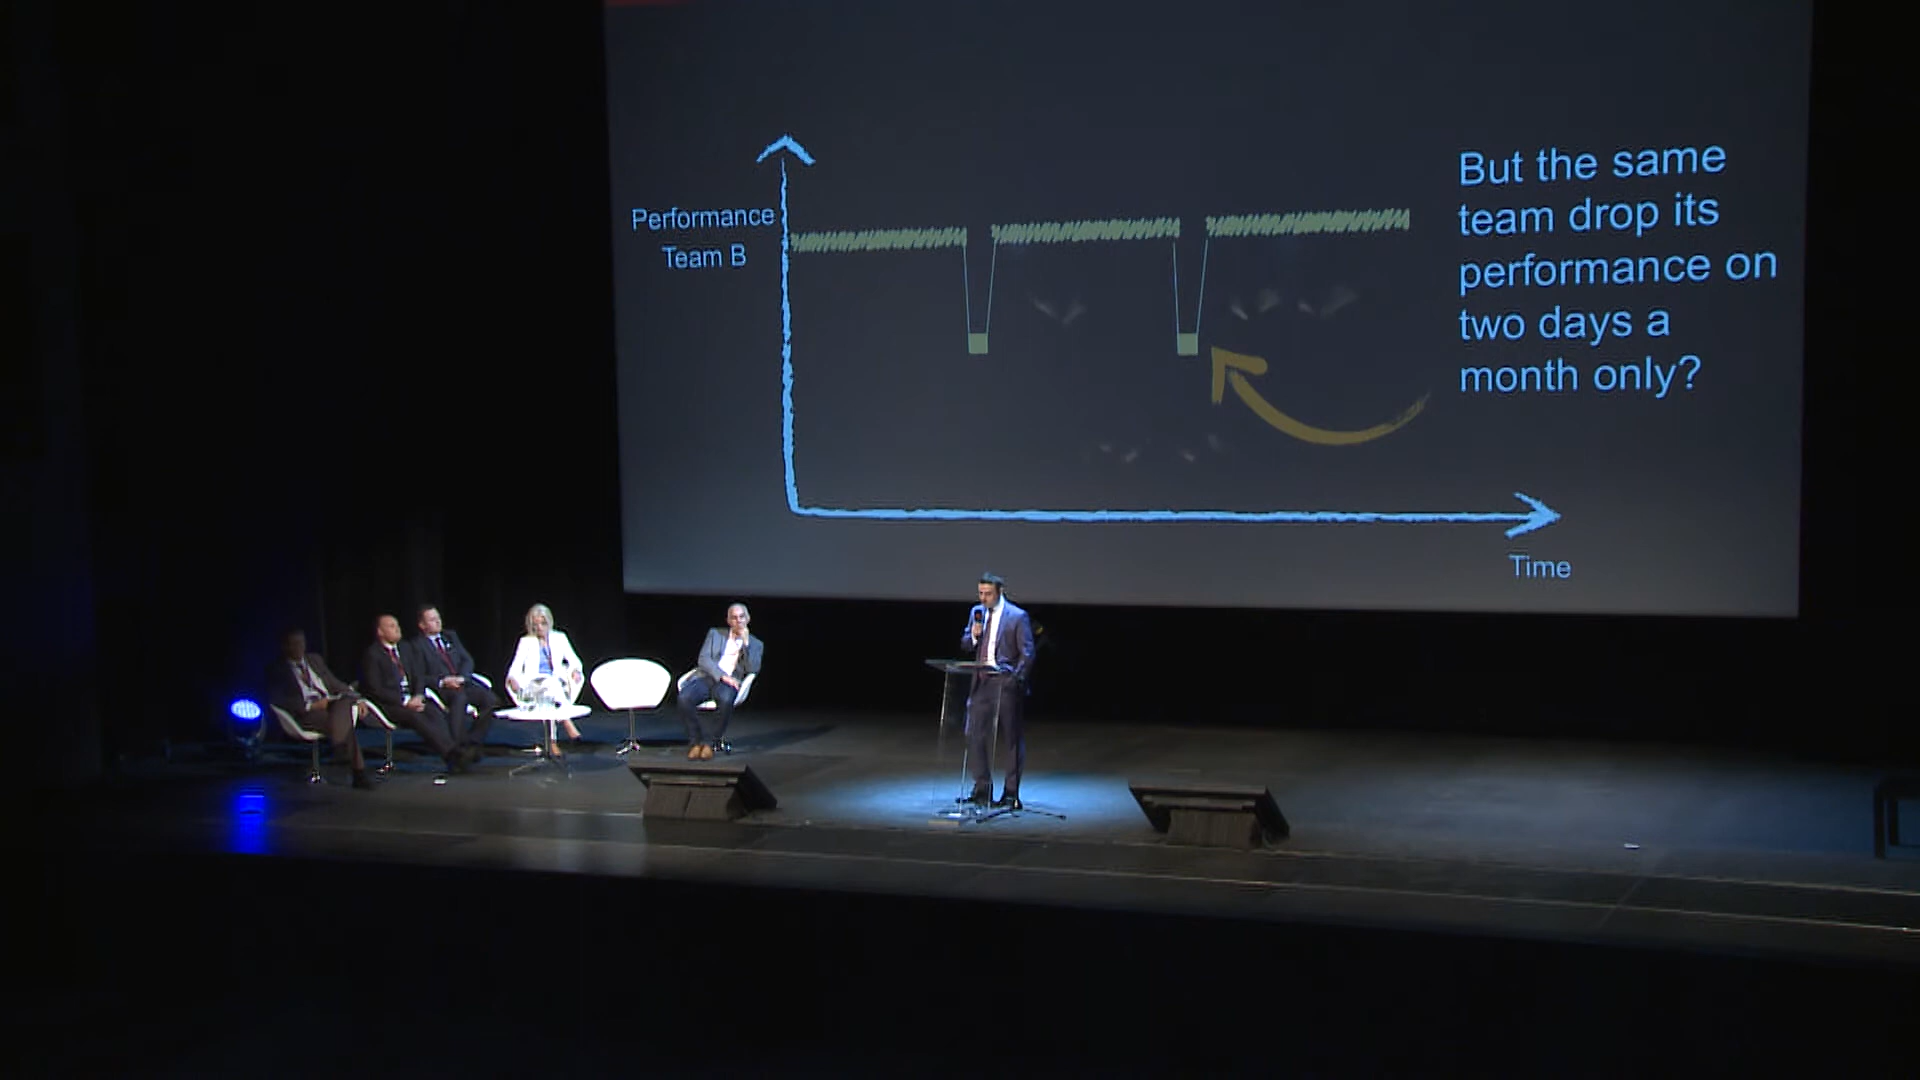 Performance
Team B
But the same
team drop its
performance on
two days a
month only?
Time